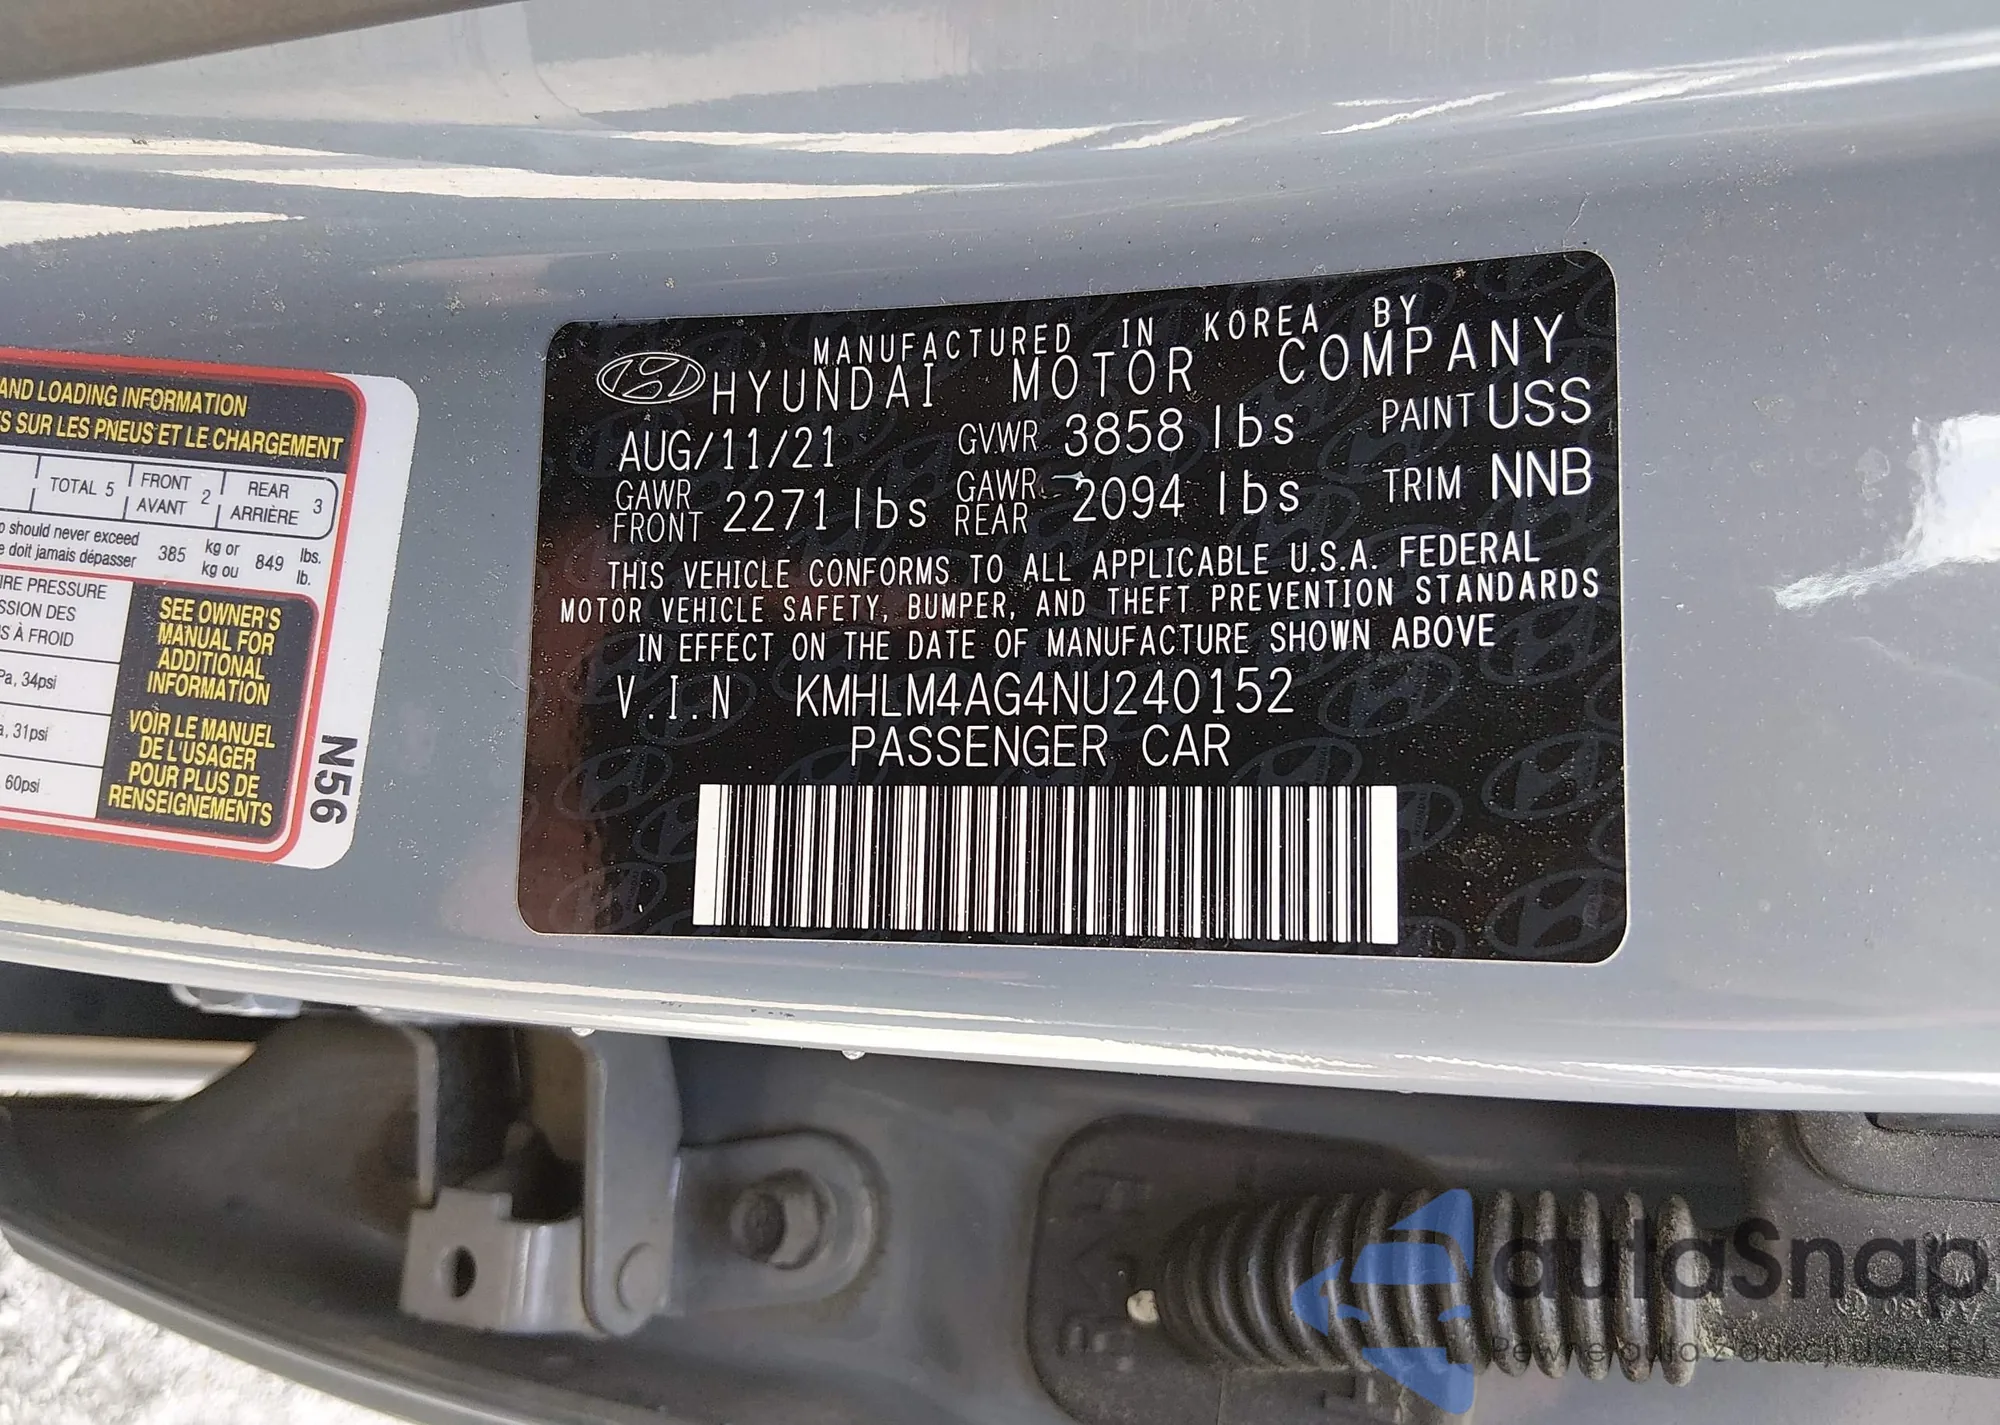 MANUFACTURED IN KOREA BY
HYUNDAI MOTOR COMPANY
AUG/11/21 GVWR 3858 lbs PAINT USS
GAWR FRONT 2271 lbs GAWR REAR 2094 lbs TRIM NNB
THIS VEHICLE CONFORMS TO ALL APPLICABLE U.S.A. FEDERAL
MOTOR VEHICLE SAFETY, BUMPER, AND THEFT PREVENTION STANDARDS
IN EFFECT ON THE DATE OF MANUFACTURE SHOWN ABOVE
V.I.N KMHLM4AG4NU240152
PASSENGER CAR
AND LOADING INFORMATION
SUR LES PNEUS ET LE CHARGEMENT
TOTAL 5 FRONT AVANT 2 REAR ARRIÈRE 3
should never exceed
doit jamais dépasser
385 kg or kg ou 849 lbs. lb.
PRESSURE
DES
À FROID
34psi
31psi
60psi
SEE OWNER'S
MANUAL FOR
ADDITIONAL
INFORMATION
VOIR LE MANUEL
DE L'USAGER
POUR PLUS DE
RENSEIGNEMENTS
N56
autaSnap
Pewne auto z aukcji